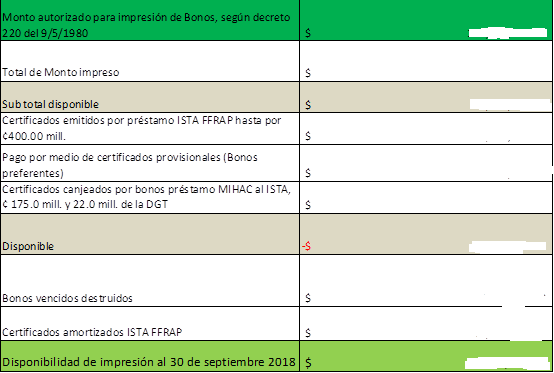 Monto autorizado para impresión de Bonos, según decreto $
220 del 9/5/1980
Total de Monto impreso $
Sub total disponible $
Certificados emitidos por préstamo ISTA FFRAP hasta por
¢400.00 mill. $
Pago por medio de certificados provisionales (Bonos
preferentes) $
Certificados canjeados por bonos préstamo MIHAC al ISTA,
¢ 175.0 mill. y 22.0 mill. de la DGT $
Disponible -$
Bonos vencidos destruidos $
Certificados amortizados ISTA FFRAP $
Disponibilidad de impresión al 30 de septiembre 2018 $